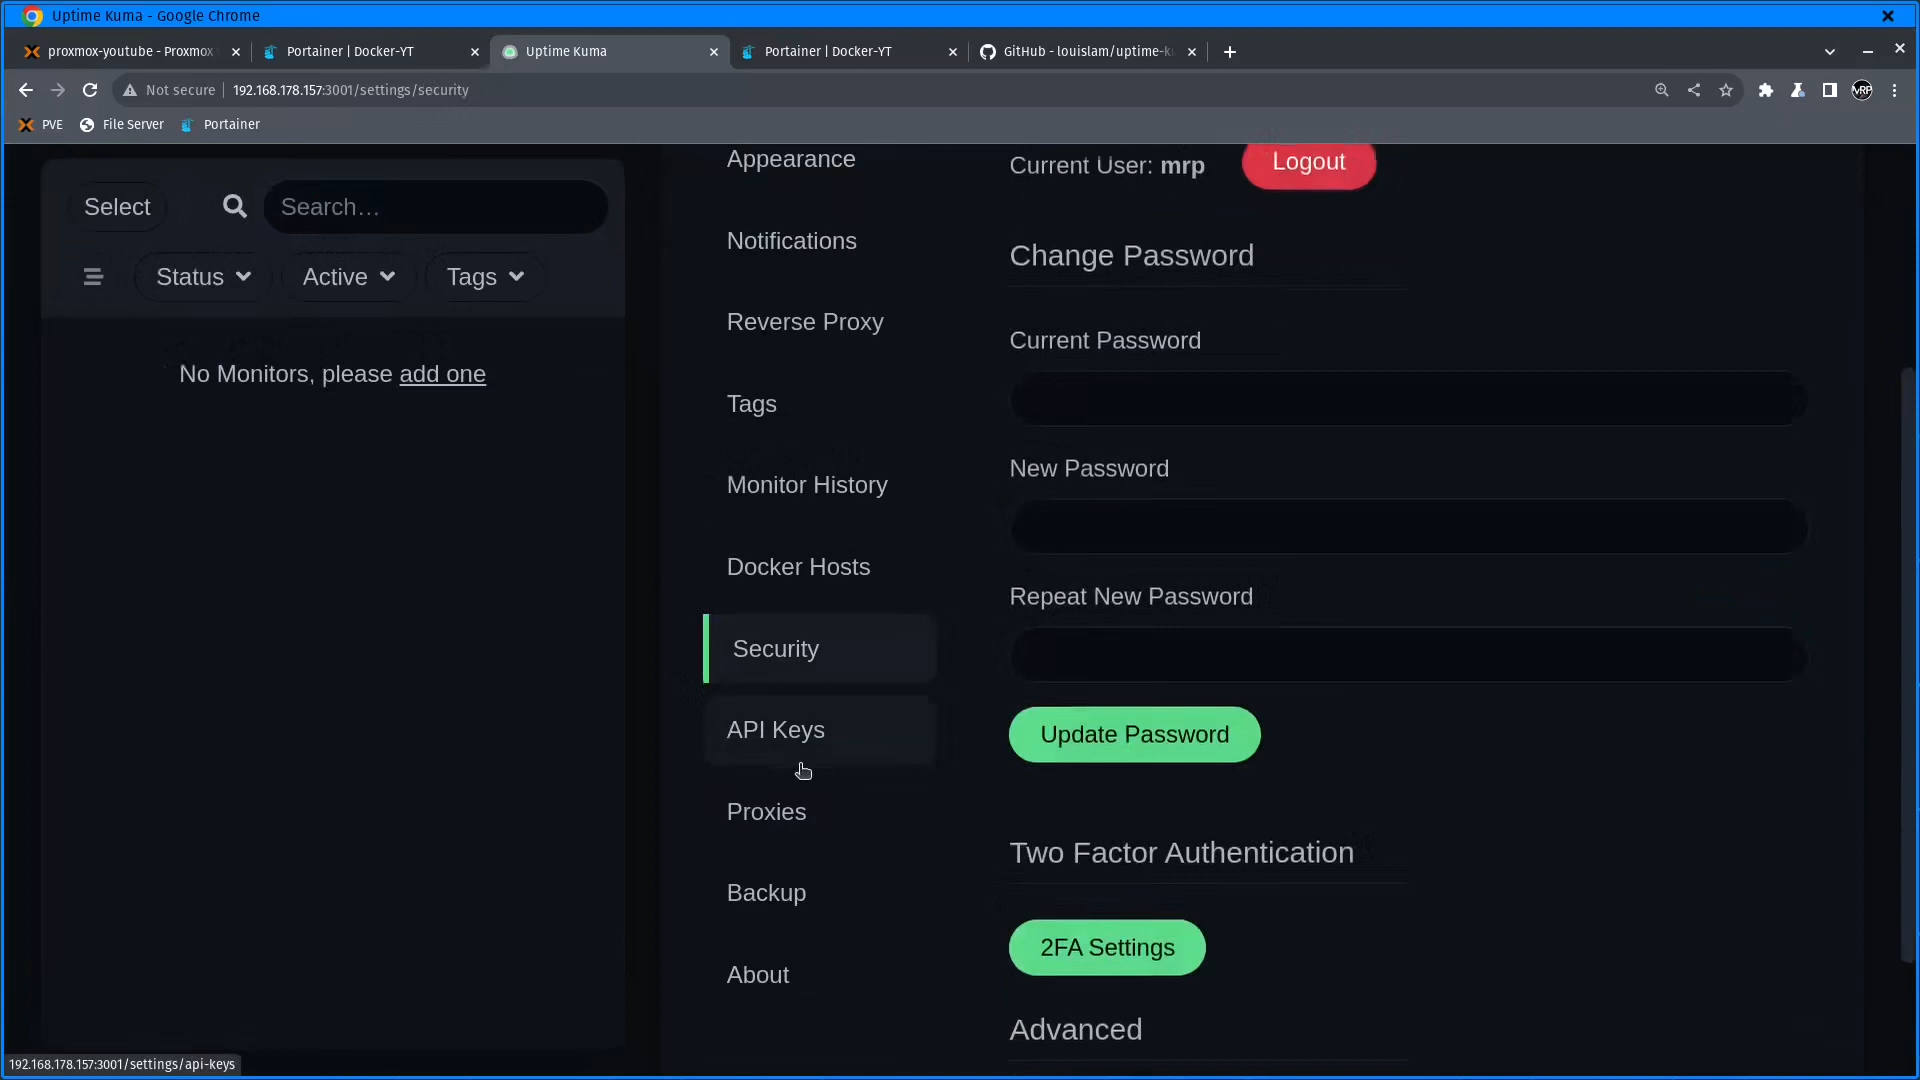 Uptime Kuma - Google Chrome
proxmox-youtube - Proxmox
Portainer | Docker-YT
Uptime Kuma
Portainer | Docker-YT
GitHub - louislam/uptime-k
Not secure
192.168.178.157:3001/settings/security
PVE
File Server
Portainer
Select
Search...
Status
Active
Tags
No Monitors, please add one
Appearance
Notifications
Reverse Proxy
Tags
Monitor History
Docker Hosts
Security
API Keys
Proxies
Backup
About
Current User: mrp
Logout
Change Password
Current Password
New Password
Repeat New Password
Update Password
Two Factor Authentication
2FA Settings
Advanced
192.168.178.157:3001/settings/api-keys